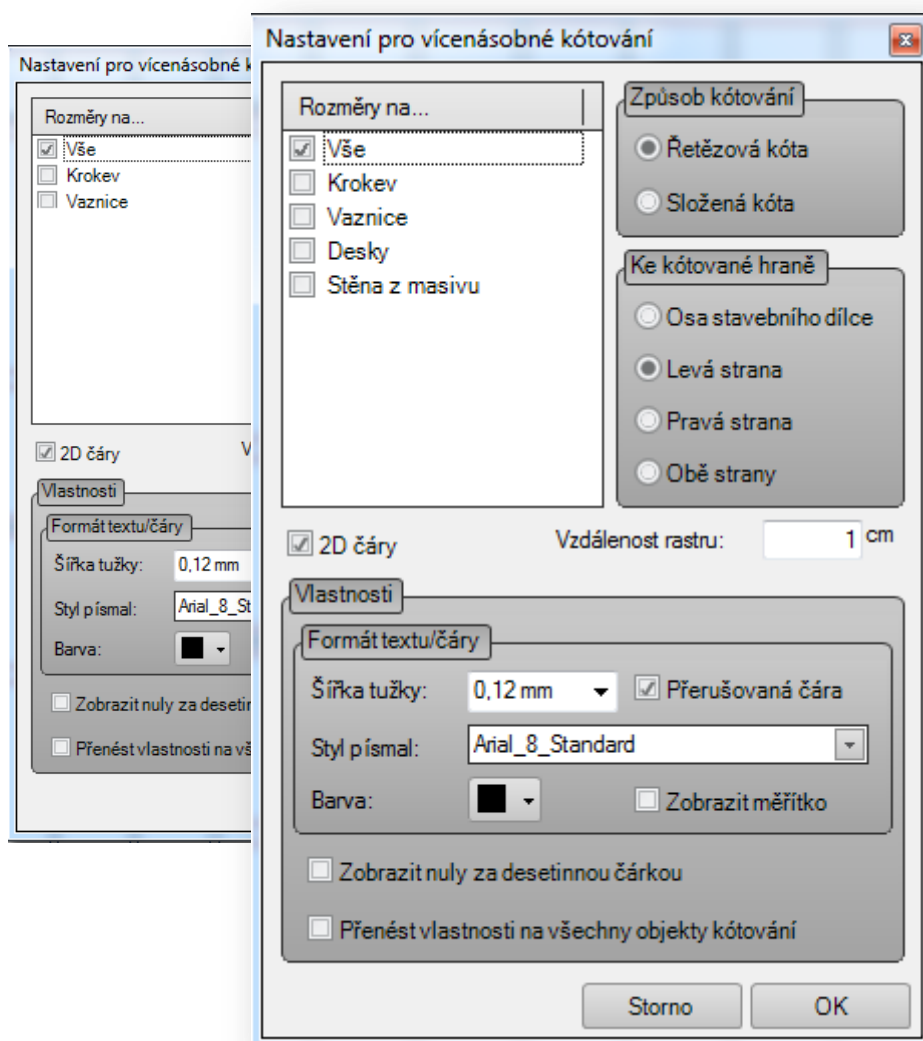 Nastavení pro vícenásobné k
Rozměry na...
Vše
Krokev
Vaznice
2D čáry V
Vlastnosti
Formát textu/čáry
Šířka tužky: 0,12 mm
Styl písmal: Arial_8_St
Barva:
Zobrazit nuly za desetin
Přenést vlastnosti na vš
Nastavení pro vícenásobné kótování
Rozměry na...
Vše
Krokev
Vaznice
Desky
Stěna z masivu
Způsob kótování
Řetězová kóta
Složená kóta
Ke kótované hraně
Osa stavebního dílce
Levá strana
Pravá strana
Obě strany
2D čáry Vzdálenost rastru: 1 cm
Vlastnosti
Formát textu/čáry
Šířka tužky: 0,12 mm Přerušovaná čára
Styl písmal: Arial_8_Standard
Barva: Zobrazit měřítko
Zobrazit nuly za desetinnou čárkou
Přenést vlastnosti na všechny objekty kótování
Storno OK